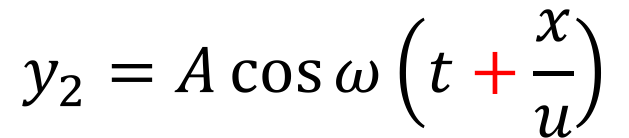 y₂ = A cos ω (t + x/u)